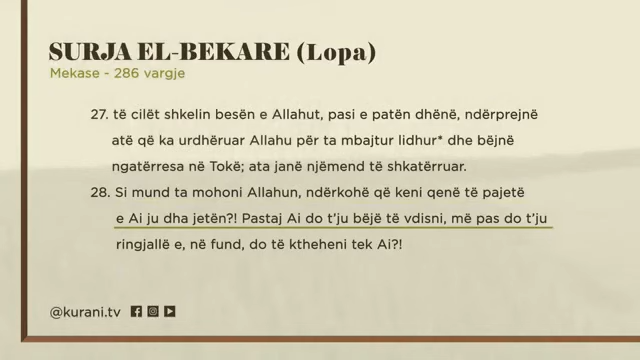 SURJA EL-BEKARE (Lopa)
Mekase - 286 vargje
27. të cilët shkelin besën e Allahut, pasi e patën dhënë, ndërprejnë
atë që ka urdhëruar Allahu për ta mbajtur lidhur* dhe bëjnë
ngatërresa në Tokë; ata janë njëmend të shkatërruar.
28. Si mund ta mohoni Allahun, ndërkohë që keni qenë të pajetë
e Ai ju dha jetën?! Pastaj Ai do t'ju bëjë të vdisni, më pas do t'ju
ringjallë e, në fund, do të ktheheni tek Ai?!
@kurani.tv